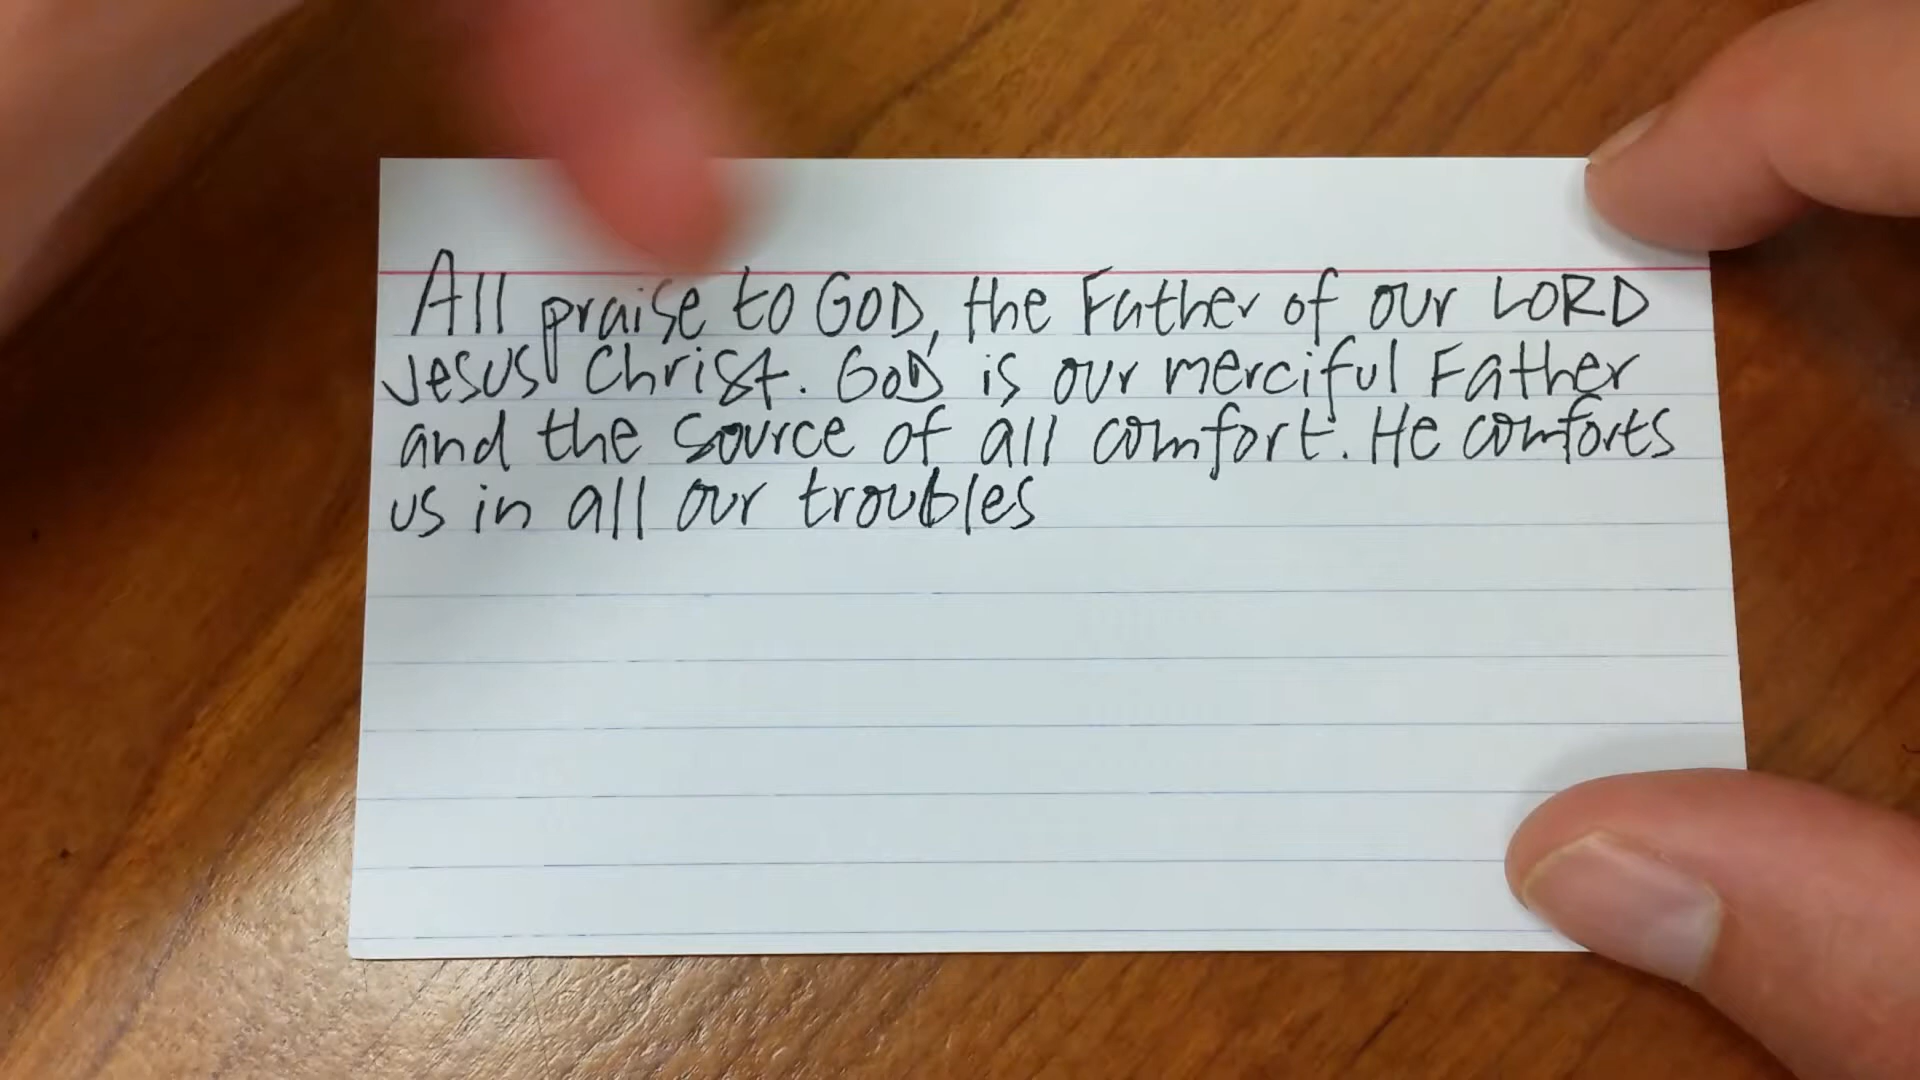 All praise to GOD, the Father of our LORD
Jesus Christ. GOD is our merciful Father
and the source of all comfort. He comforts
us in all our troubles